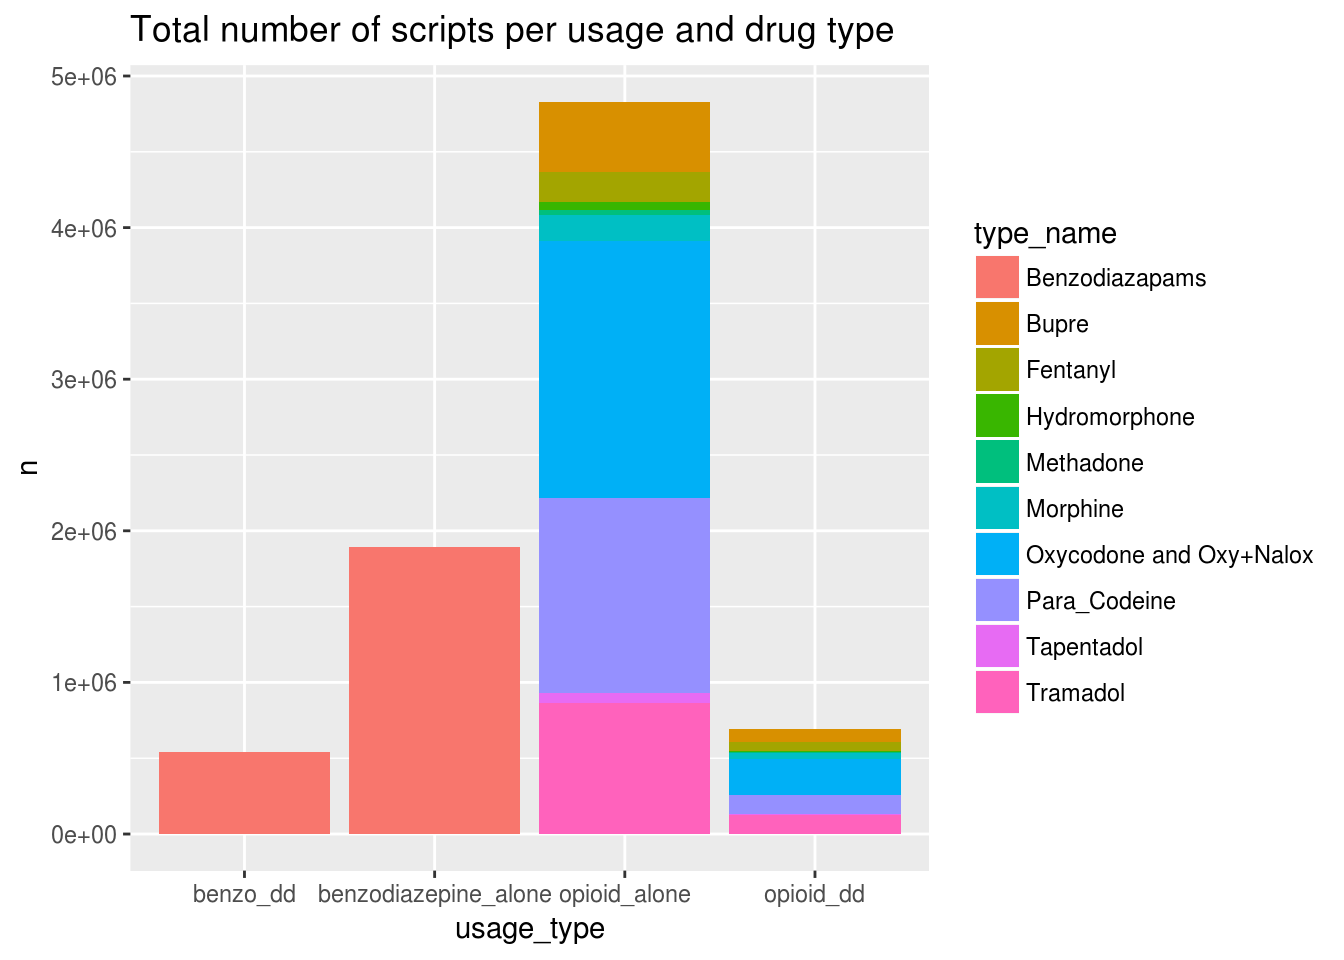 Total number of scripts per usage and drug type
5e+06
4e+06
3e+06
2e+06
1e+06
0e+00
n
benzo_dd
benzodiazepine_alone
opioid_alone
opioid_dd
usage_type
type_name
Benzodiazapams
Bupre
Fentanyl
Hydromorphone
Methadone
Morphine
Oxycodone and Oxy+Nalox
Para_Codeine
Tapentadol
Tramadol